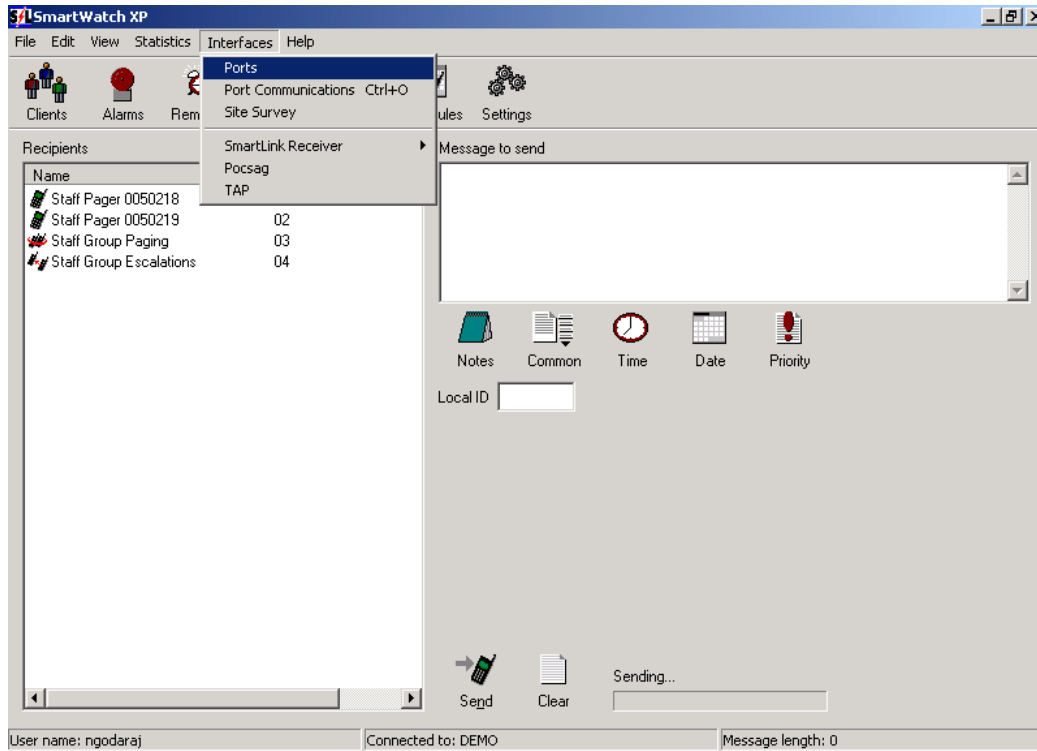 SmartWatch XP
File Edit View Statistics Interfaces Help
Ports
Port Communications Ctrl+O
Site Survey
SmartLink Receiver
Pocsag
TAP
Clients Alarms Settings
Recipients
Name
Staff Pager 0050218
Staff Pager 0050219 02
Staff Group Paging 03
Staff Group Escalations 04
Message to send
Notes Common Time Date Priority
Local ID
Sending...
Send Clear
User name: ngodaraj Connected to: DEMO Message length: 0